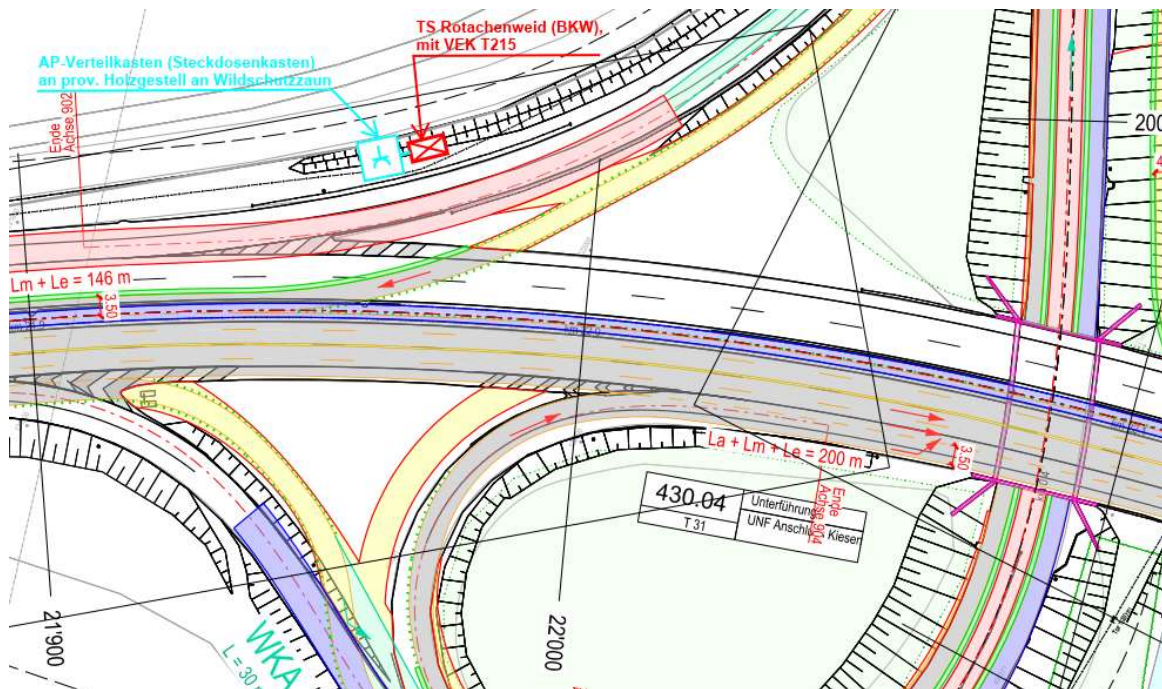 TS Rotachenweid (BKW),
mit VEK T215
AP-Verteilkasten (Steckdosenkasten)
an prov. Holzgestell an Wildschutzzaun
Ende
Achse 902
200
Lm + Le = 146 m
3.50
La + Lm + Le = 200 m
3.50
430.04
T 31
Unterführung
UNF Anschluss Kiesen
Ende
Achse 904
21'900
22'000
WKA
L = 30